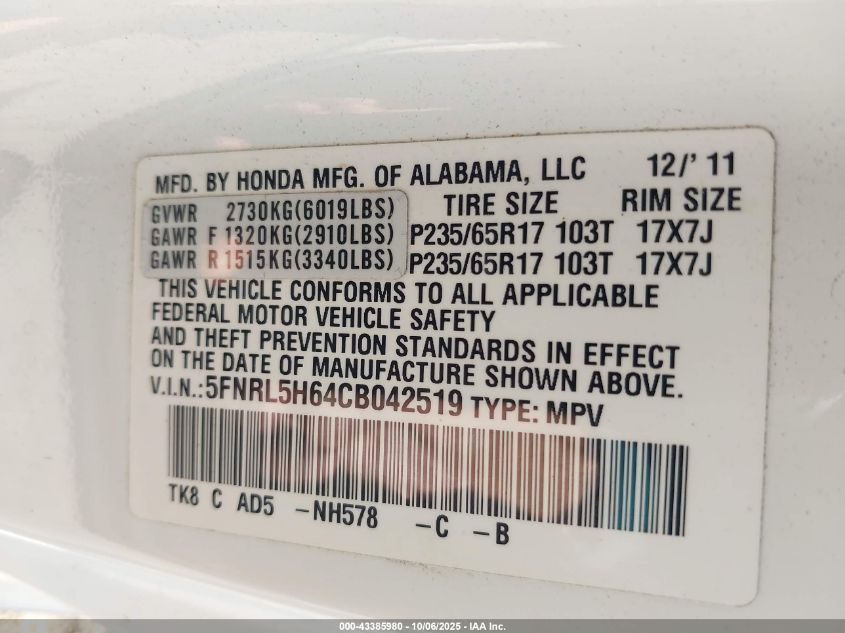 MFD. BY HONDA MFG. OF ALABAMA, LLC 12/' 11
GVWR 2730KG(6019LBS) TIRE SIZE RIM SIZE
GAWR F 1320KG(2910LBS) P235/65R17 103T 17X7J
GAWR R 1515KG(3340LBS) P235/65R17 103T 17X7J
THIS VEHICLE CONFORMS TO ALL APPLICABLE
FEDERAL MOTOR VEHICLE SAFETY
AND THEFT PREVENTION STANDARDS IN EFFECT
ON THE DATE OF MANUFACTURE SHOWN ABOVE.
V.I.N.:5FNRL5H64CB042519 TYPE: MPV
TK8 C AD5 -NH578 -C -B
000-43385980 - 10/06/2025 - IAA Inc.